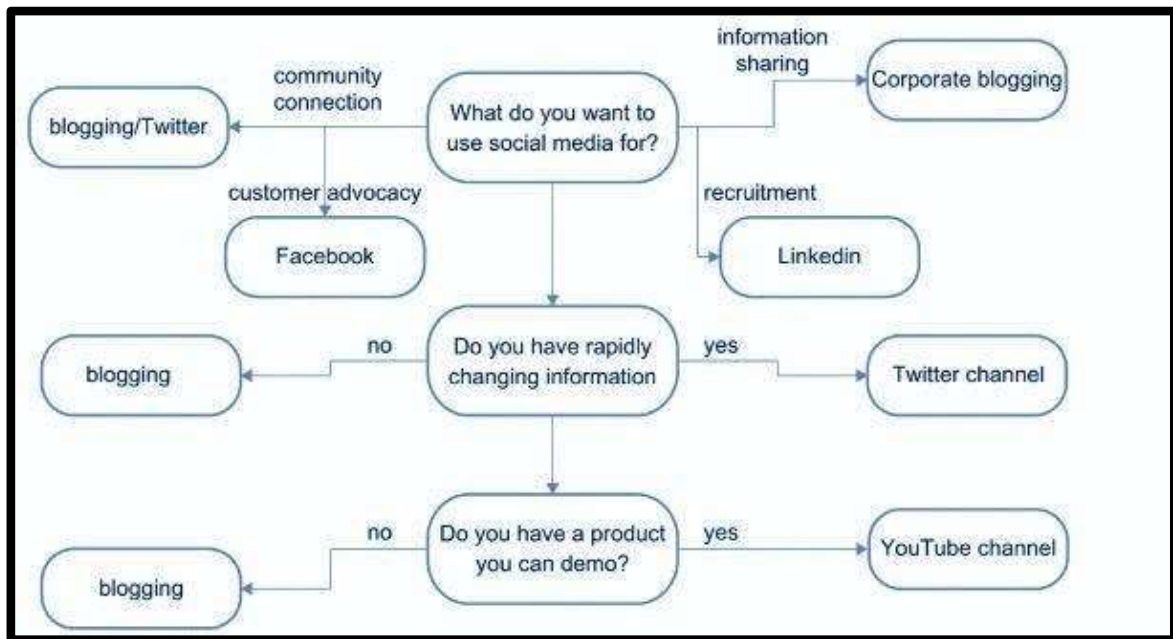 information
sharing
Corporate blogging
community
connection
What do you want to
use social media for?
blogging/Twitter
customer advocacy
recruitment
Facebook
Linkedin
no
Do you have rapidly
changing information
yes
blogging
Twitter channel
no
Do you have a product
you can demo?
yes
YouTube channel
blogging